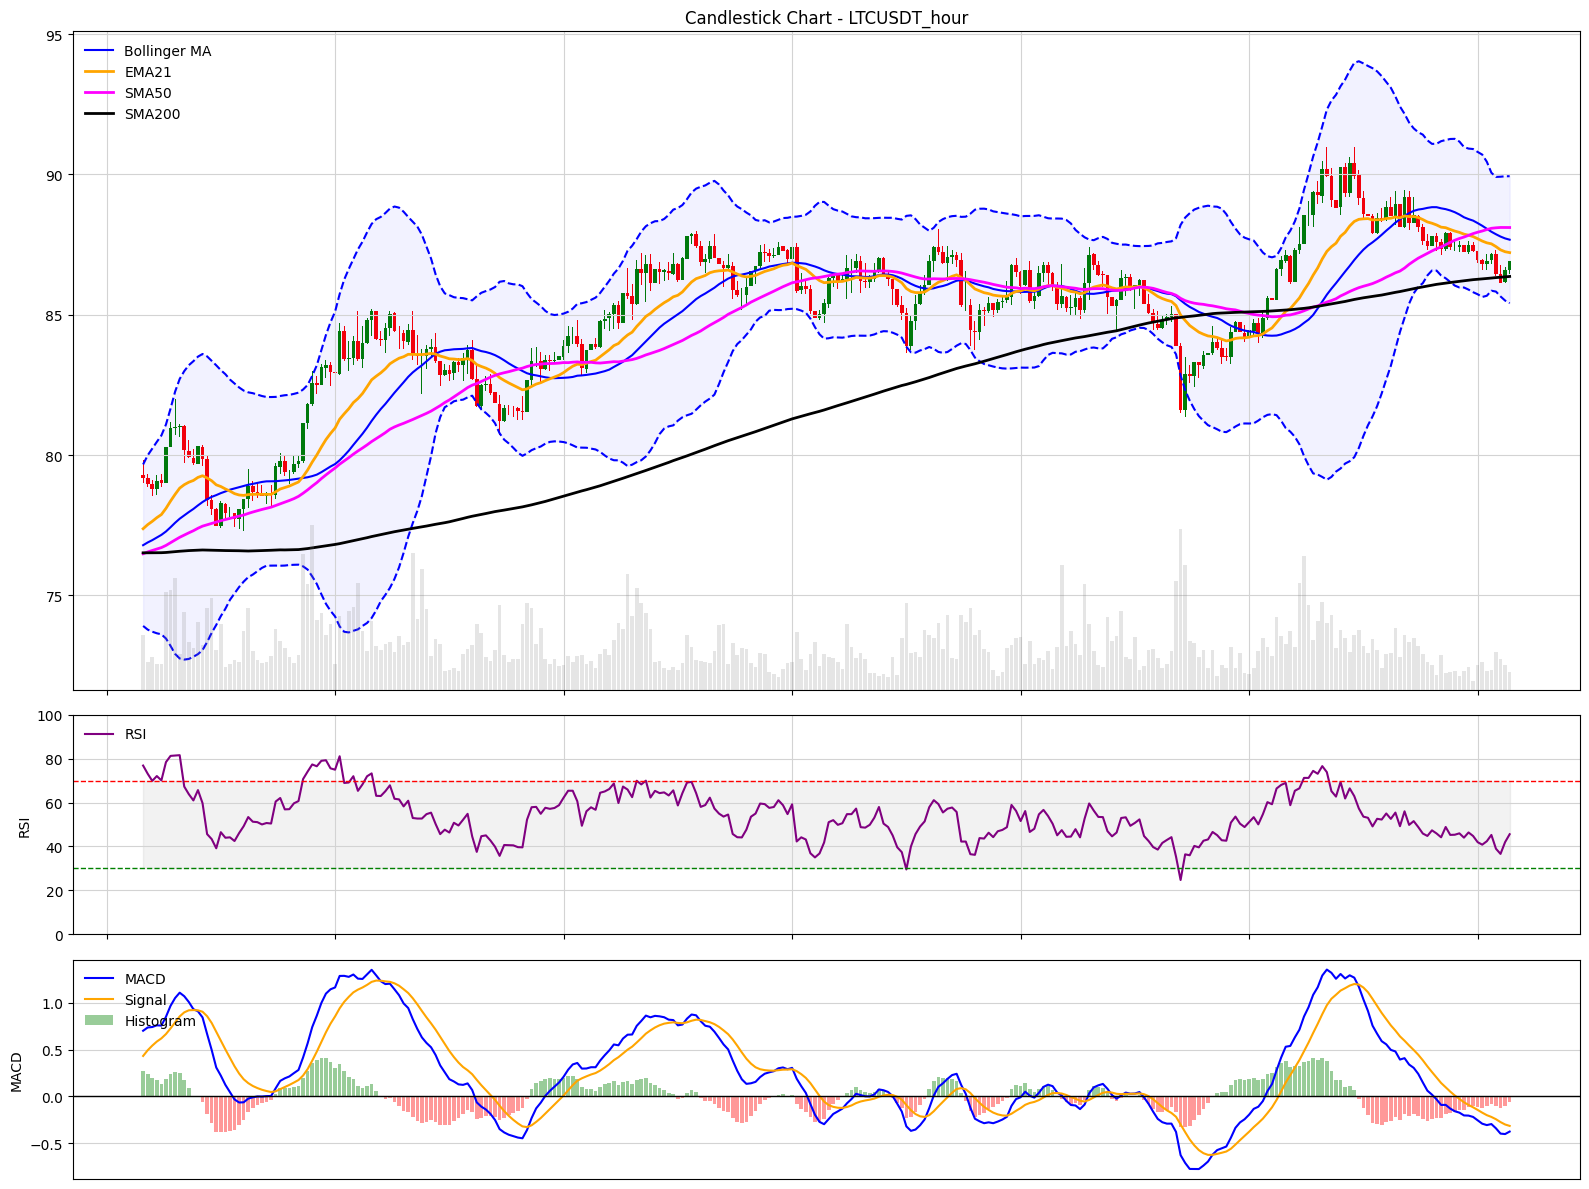 Candlestick Chart - LTCUSDT_hour
95
90
85
80
75
Bollinger MA
EMA21
SMA50
SMA200
100
80
60
40
20
0
RSI
RSI
1.0
0.5
0.0
−0.5
MACD
MACD
Signal
Histogram